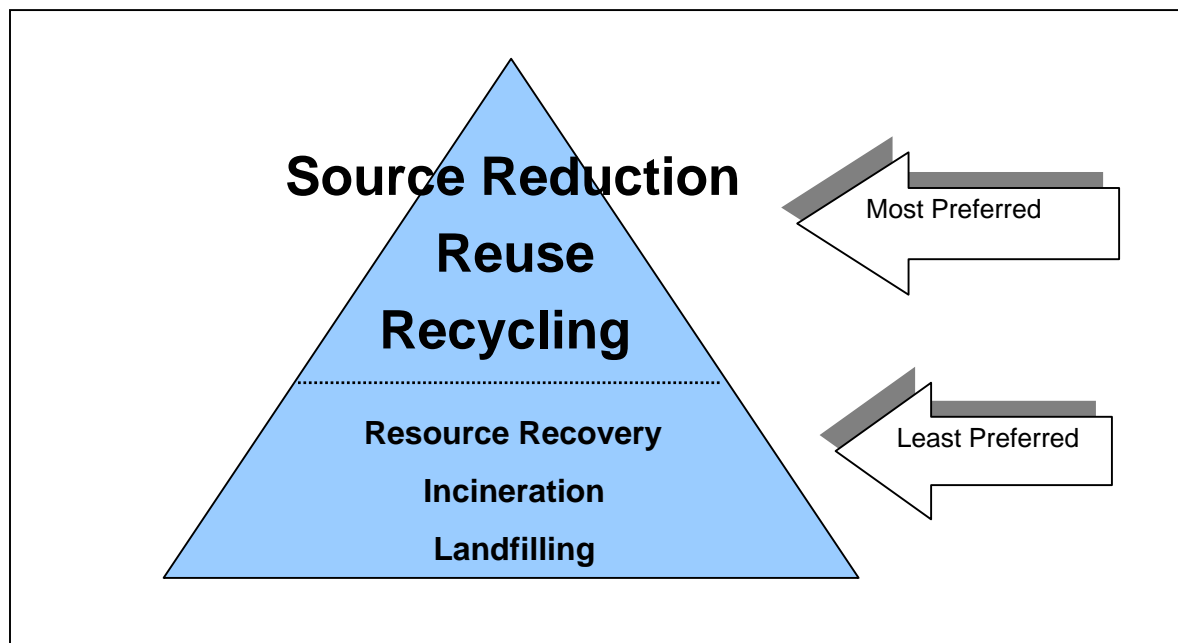 Source Reduction
Most Preferred
Reuse
Recycling
Resource Recovery
Least Preferred
Incineration
Landfilling